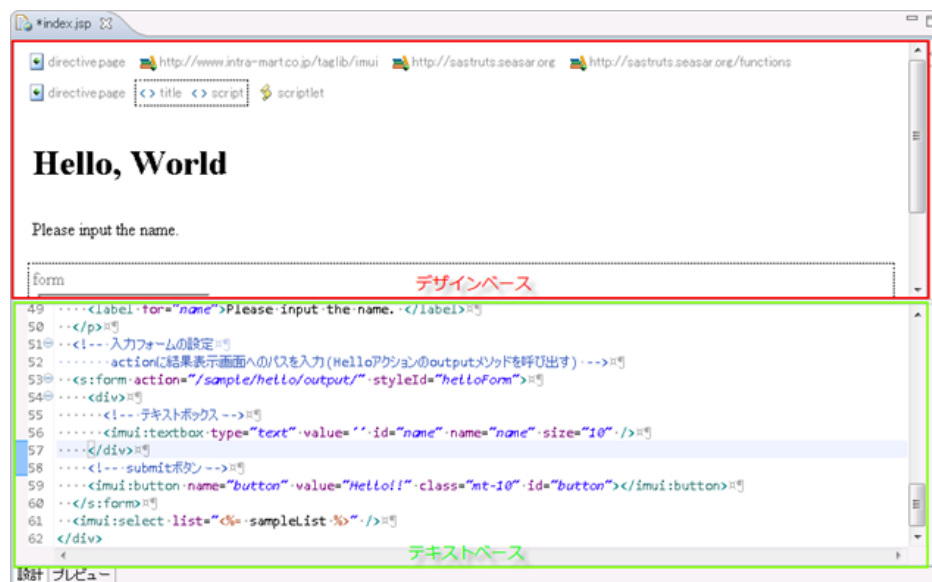 *index.jsp
directive.page http://www.intra-mart.co.jp/taglib/imui http://sastruts.seasar.org http://sastruts.seasar.org/functions
directive.page <> title <> script scriptlet
Hello, World
Please input the name.
form
デザインベース
49 ····<label·for="name">Please·input·the·name.·</label>¤¶
50 ··</p>¤¶
51 ··<!--·入力フォームの設定¤¶
52 ·······actionに結果表示画面へのパスを入力(Helloアクションのoutputメソッドを呼び出す)·-->¤¶
53 ··<s:form·action="/sample/hello/output/"·styleId="helloForm">¤¶
54 ····<div>¤¶
55 ······<!--·テキストボックス·-->¤¶
56 ······<imui:textbox·type="text"·value=''·id="name"·name="name"·size="10"·/>¤¶
57 ····</div>¤¶
58 ····<!--·submitボタン·-->¤¶
59 ····<imui:button·name="button"·value="Hello!!"·class="mt-10"·id="button"></imui:button>¤¶
60 ··</s:form>¤¶
61 ··<imui:select·list="<%=·sampleList·%>"·/>¤¶
62 </div>
テキストベース
設計 プレビュー